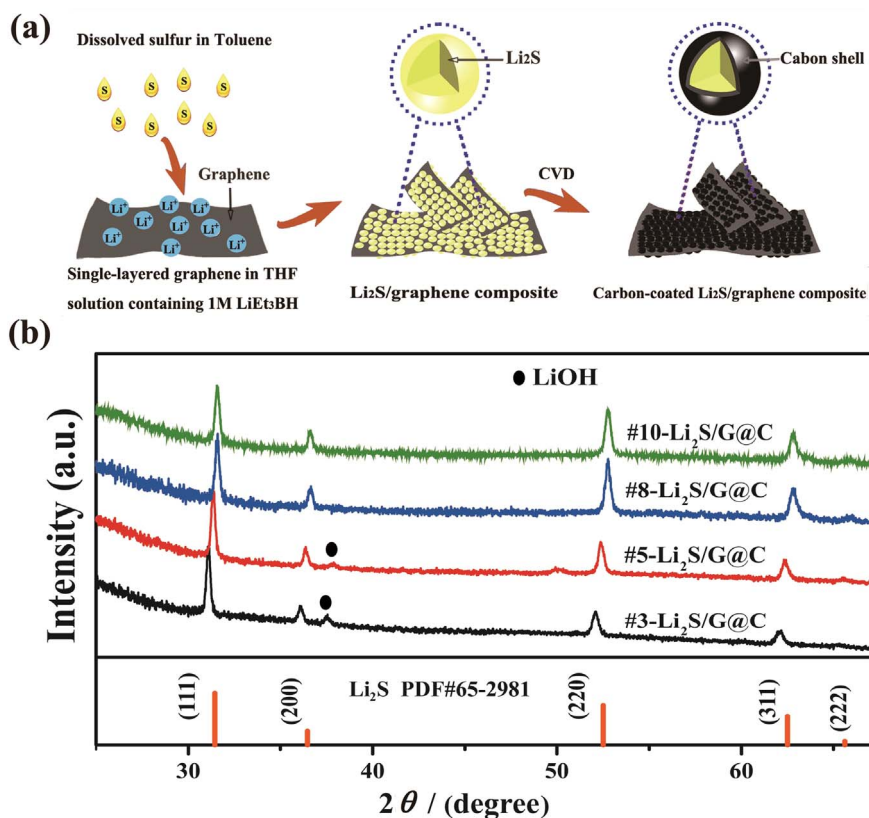 (a)
Dissolved sulfur in Toluene
S S S S
S S S S
Graphene
Li⁺ Li⁺ Li⁺
Li⁺ Li⁺ Li⁺
Li⁺ Li⁺ Li⁺
Single-layered graphene in THF
solution containing 1M LiEt₃BH
Li₂S
Li₂S/graphene composite
CVD
Cabon shell
Carbon-coated Li₂S/graphene composite
(b)
Intensity (a.u.)
LiOH
#10-Li₂S/G@C
#8-Li₂S/G@C
#5-Li₂S/G@C
#3-Li₂S/G@C
Li₂S PDF#65-2981
(111)
(200)
(220)
(311)
(222)
30 40 50 60
2θ / (degree)